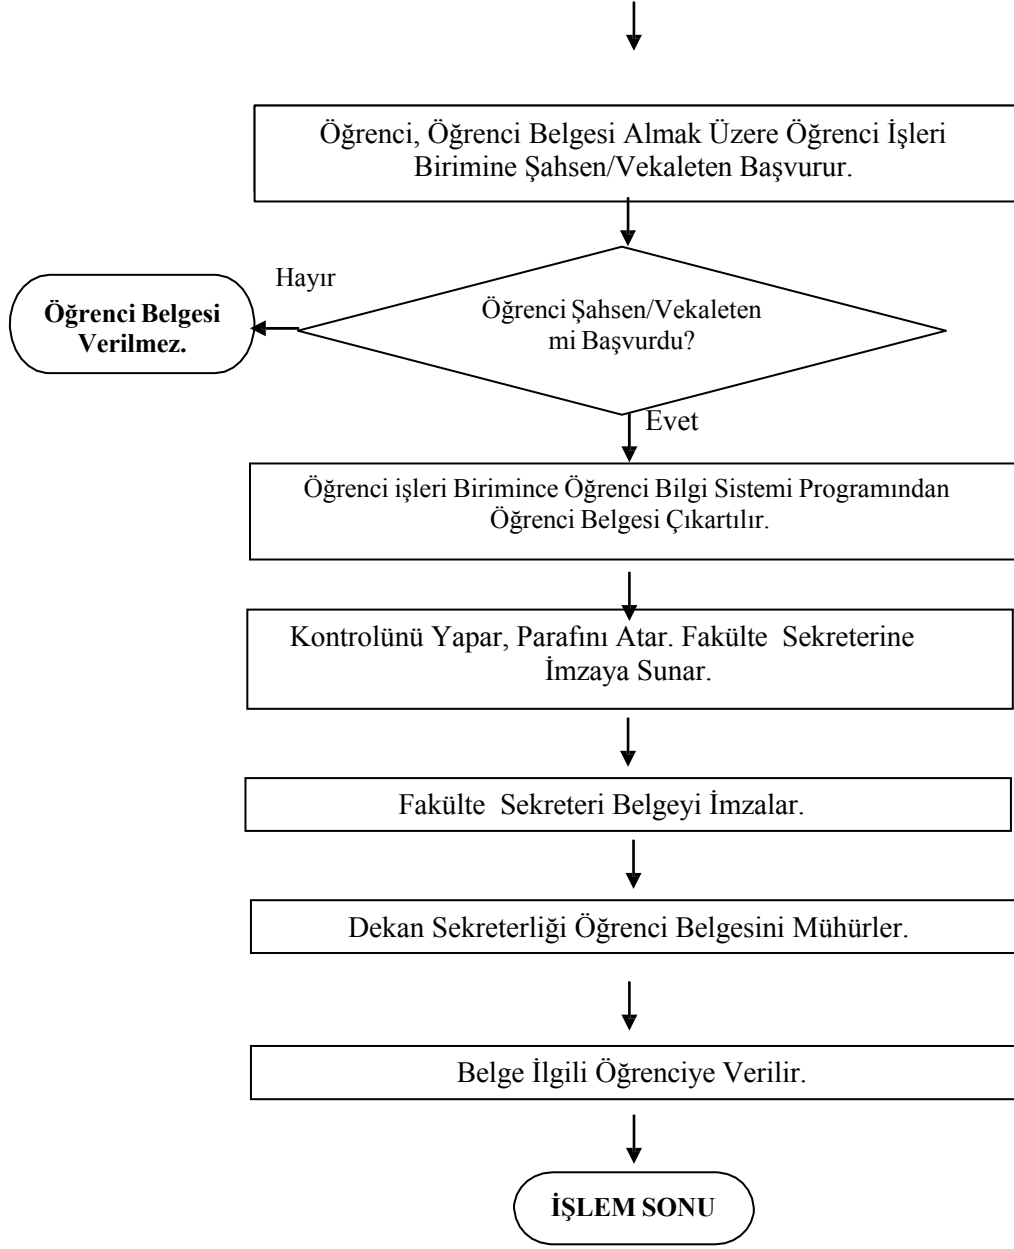 Öğrenci, Öğrenci Belgesi Almak Üzere Öğrenci İşleri
Birimine Şahsen/Vekaleten Başvurur.
Hayır
Öğrenci Belgesi
Verilmez.
Öğrenci Şahsen/Vekaleten
mi Başvurdu?
Evet
Öğrenci işleri Birimince Öğrenci Bilgi Sistemi Programından
Öğrenci Belgesi Çıkartılır.
Kontrolünü Yapar, Parafını Atar. Fakülte Sekreterine
İmzaya Sunar.
Fakülte Sekreteri Belgeyi İmzalar.
Dekan Sekreterliği Öğrenci Belgesini Mühürler.
Belge İlgili Öğrenciye Verilir.
İŞLEM SONU